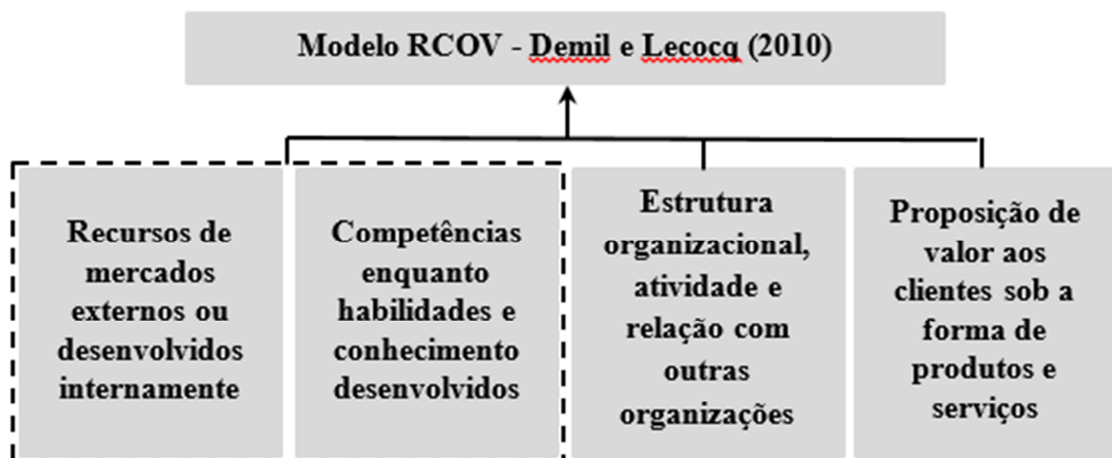 Modelo RCOV - Demil e Lecocq (2010)
Recursos de
mercados
externos ou
desenvolvidos
internamente
Competências
enquanto
habilidades e
conhecimento
desenvolvidos
Estrutura
organizacional,
atividade e
relação com
outras
organizações
Proposição de
valor aos
clientes sob a
forma de
produtos e
serviços